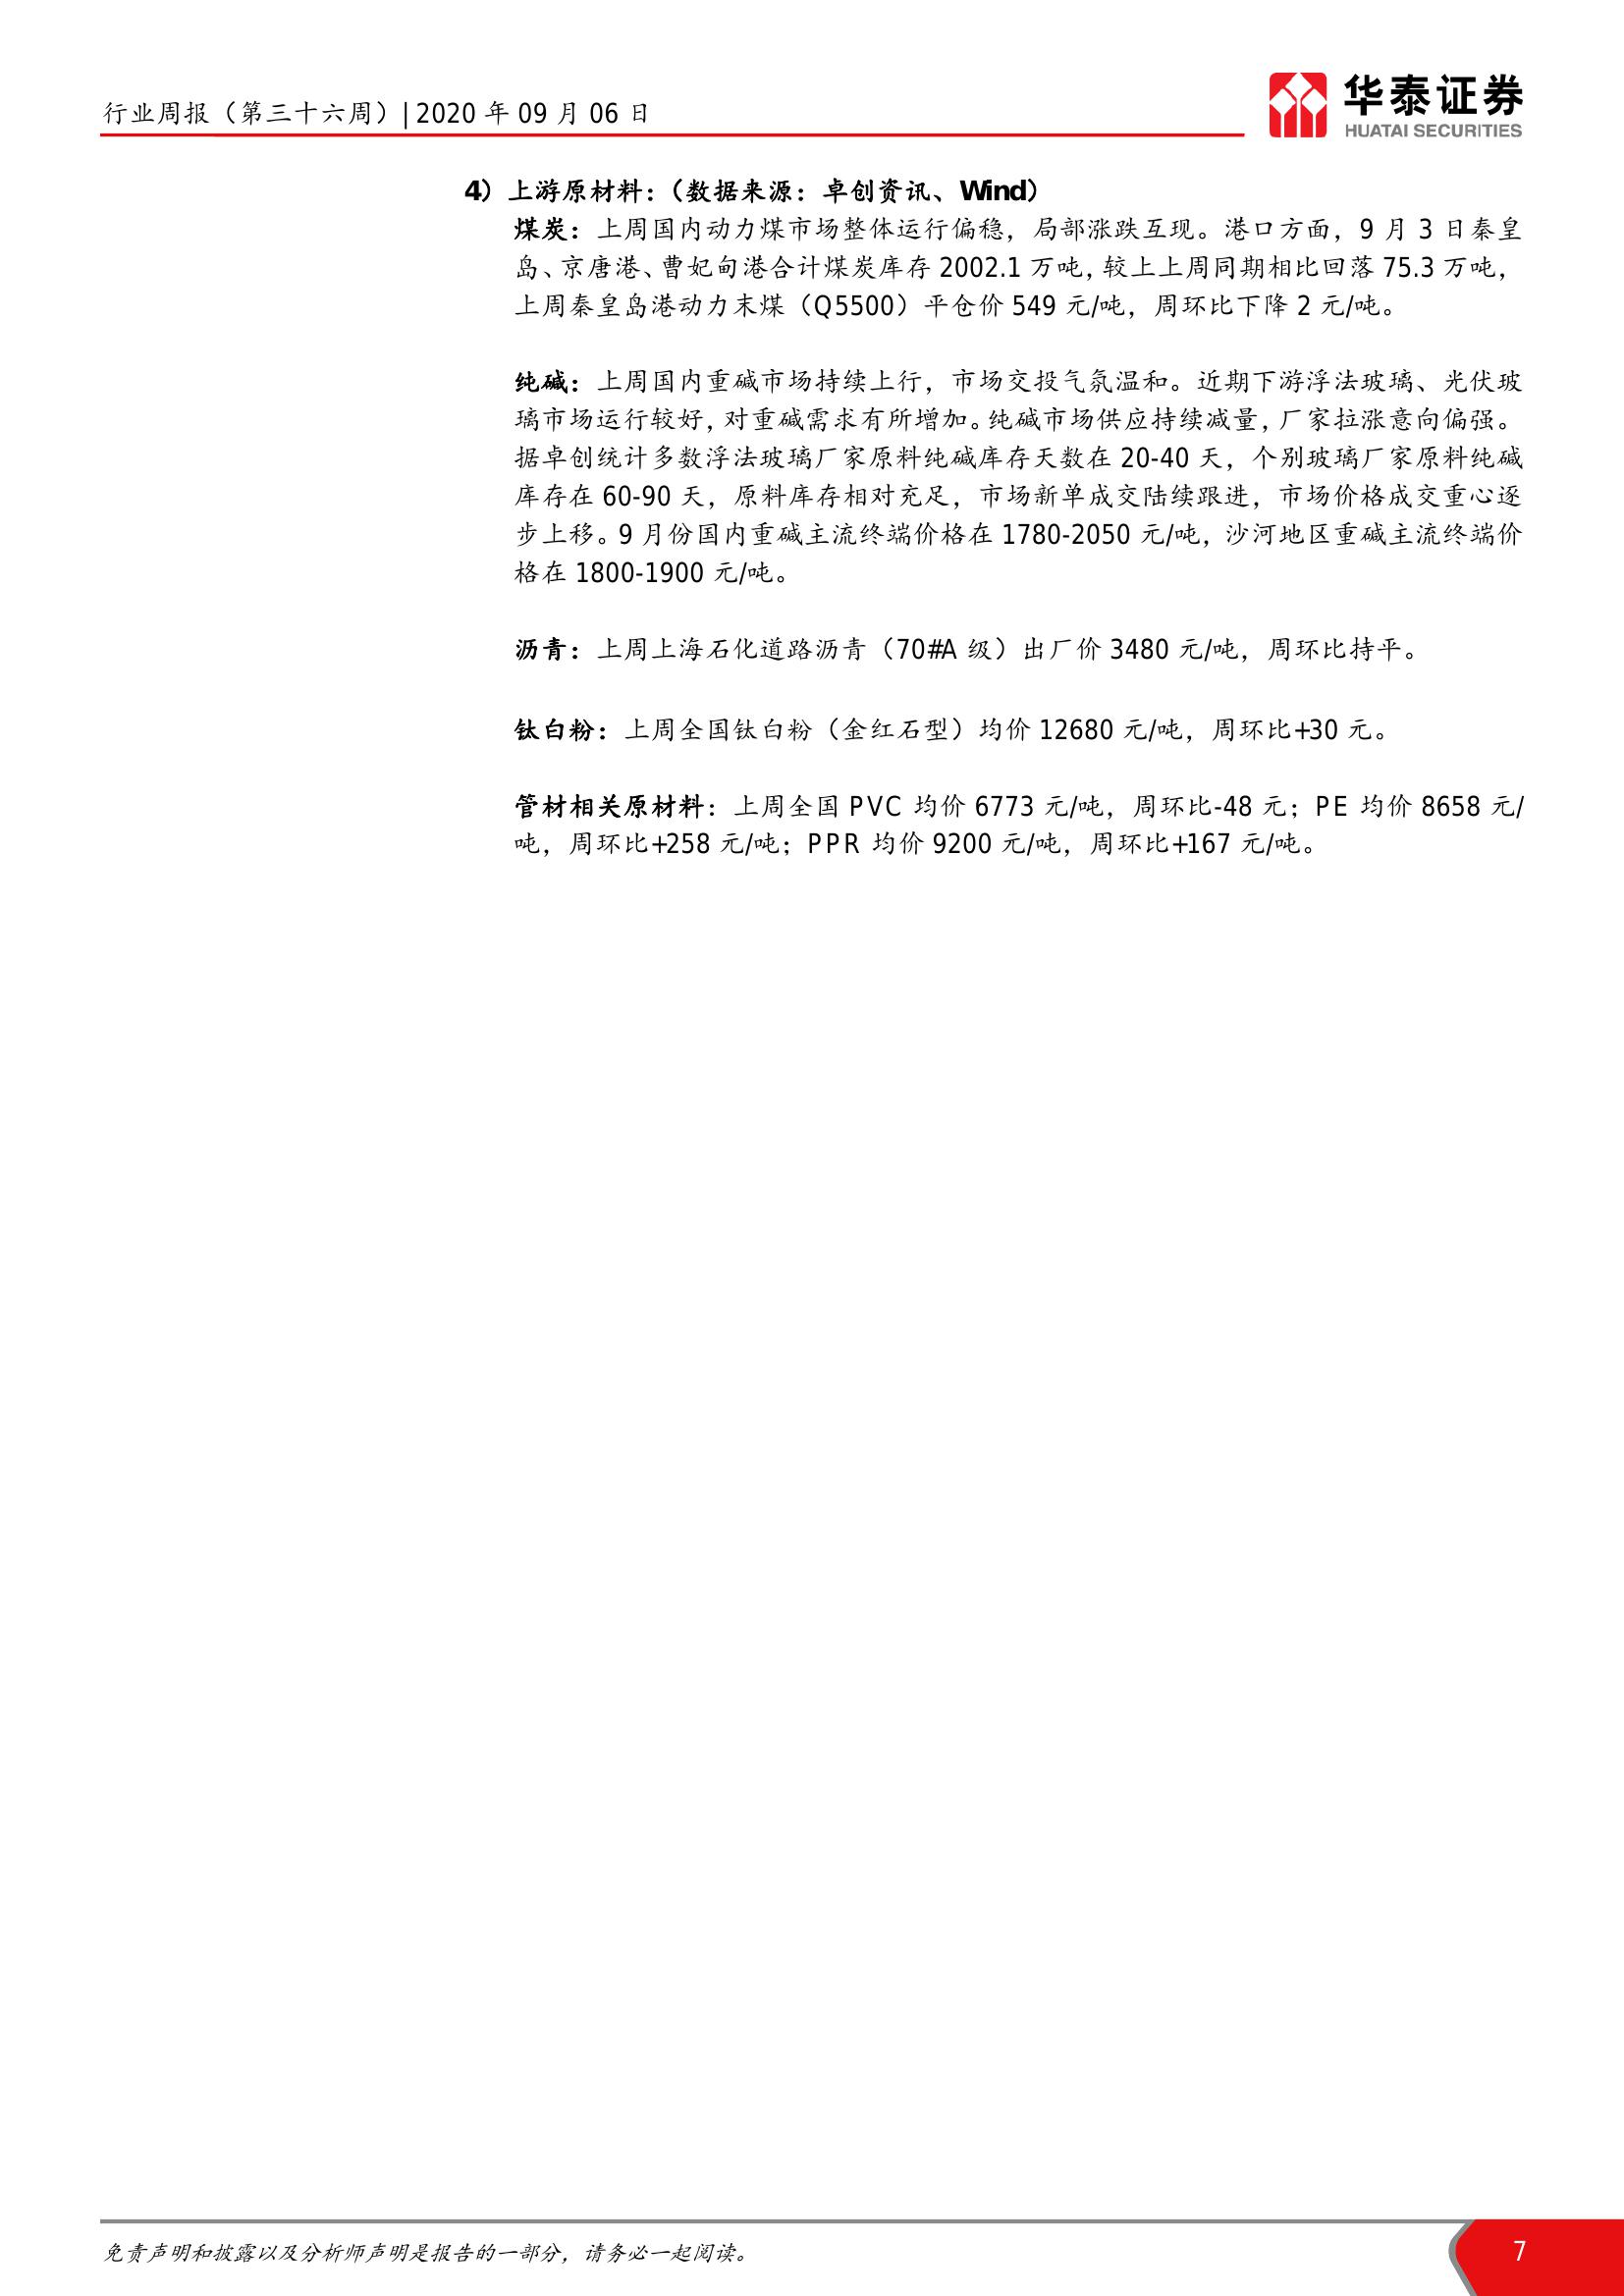 行业周报（第三十六周）| 2020 年 09 月 06 日
华泰证券
HUATAI SECURITIES
4）上游原材料：（数据来源：卓创资讯、Wind）
煤炭：上周国内动力煤市场整体运行偏稳，局部涨跌互现。港口方面，9 月 3 日秦皇
岛、京唐港、曹妃甸港合计煤炭库存 2002.1 万吨，较上上周同期相比回落 75.3 万吨，
上周秦皇岛港动力末煤（Q5500）平仓价 549 元/吨，周环比下降 2 元/吨。
纯碱：上周国内重碱市场持续上行，市场交投气氛温和。近期下游浮法玻璃、光伏玻
璃市场运行较好，对重碱需求有所增加。纯碱市场供应持续减量，厂家拉涨意向偏强。
据卓创统计多数浮法玻璃厂家原料纯碱库存天数在 20-40 天，个别玻璃厂家原料纯碱
库存在 60-90 天，原料库存相对充足，市场新单成交陆续跟进，市场价格成交重心逐
步上移。9 月份国内重碱主流终端价格在 1780-2050 元/吨，沙河地区重碱主流终端价
格在 1800-1900 元/吨。
沥青：上周上海石化道路沥青（70#A 级）出厂价 3480 元/吨，周环比持平。
钛白粉：上周全国钛白粉（金红石型）均价 12680 元/吨，周环比+30 元。
管材相关原材料：上周全国 PVC 均价 6773 元/吨，周环比-48 元；PE 均价 8658 元/
吨，周环比+258 元/吨；PPR 均价 9200 元/吨，周环比+167 元/吨。
免责声明和披露以及分析师声明是报告的一部分，请务必一起阅读。
7